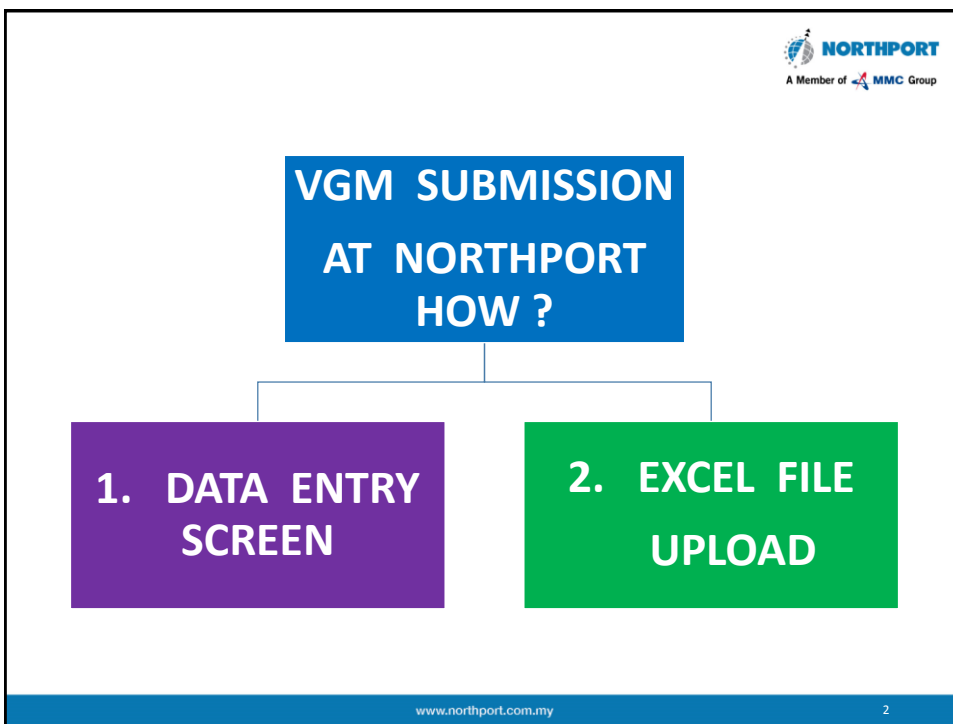 NORTHPORT
A Member of MMC Group
VGM SUBMISSION
AT NORTHPORT
HOW ?
1. DATA ENTRY
SCREEN
2. EXCEL FILE
UPLOAD
www.northport.com.my
2